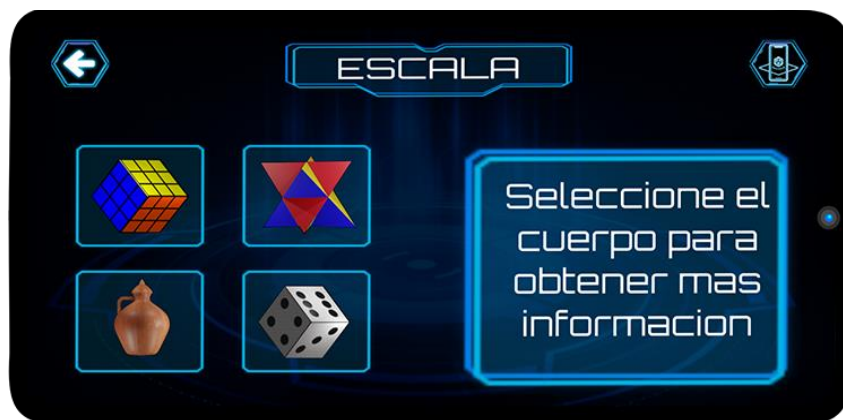 ESCALA
Seleccione el
cuerpo para
obtener mas
informacion